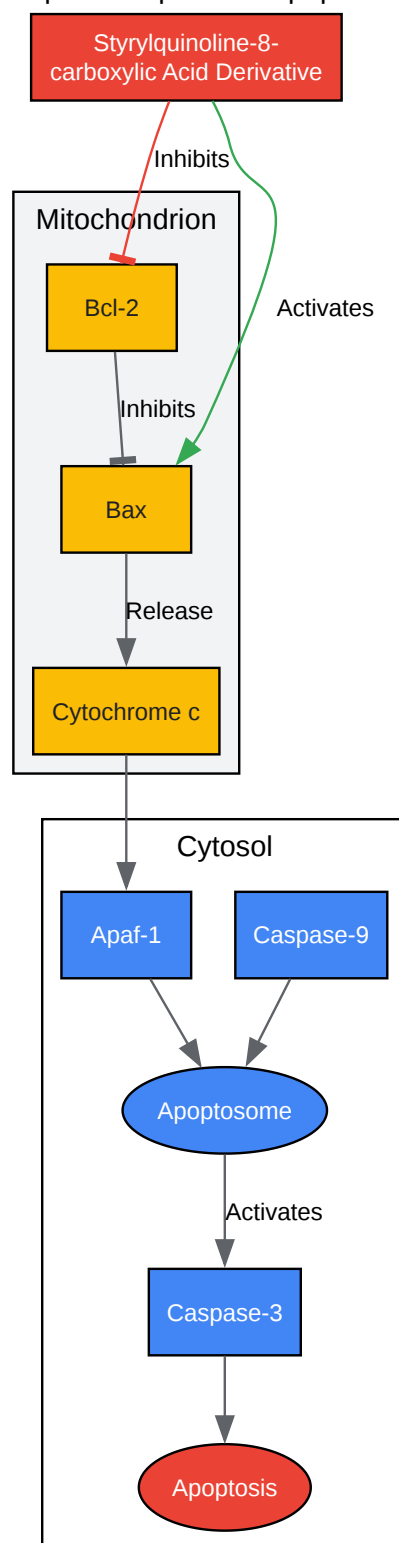 Styrylquinoline-8-
carboxylic Acid Derivative
Inhibits
Mitochondrion
Bcl-2
Activates
Inhibits
Bax
Release
Cytochrome c
Cytosol
Apaf-1
Caspase-9
Apoptosome
Activates
Caspase-3
Apoptosis